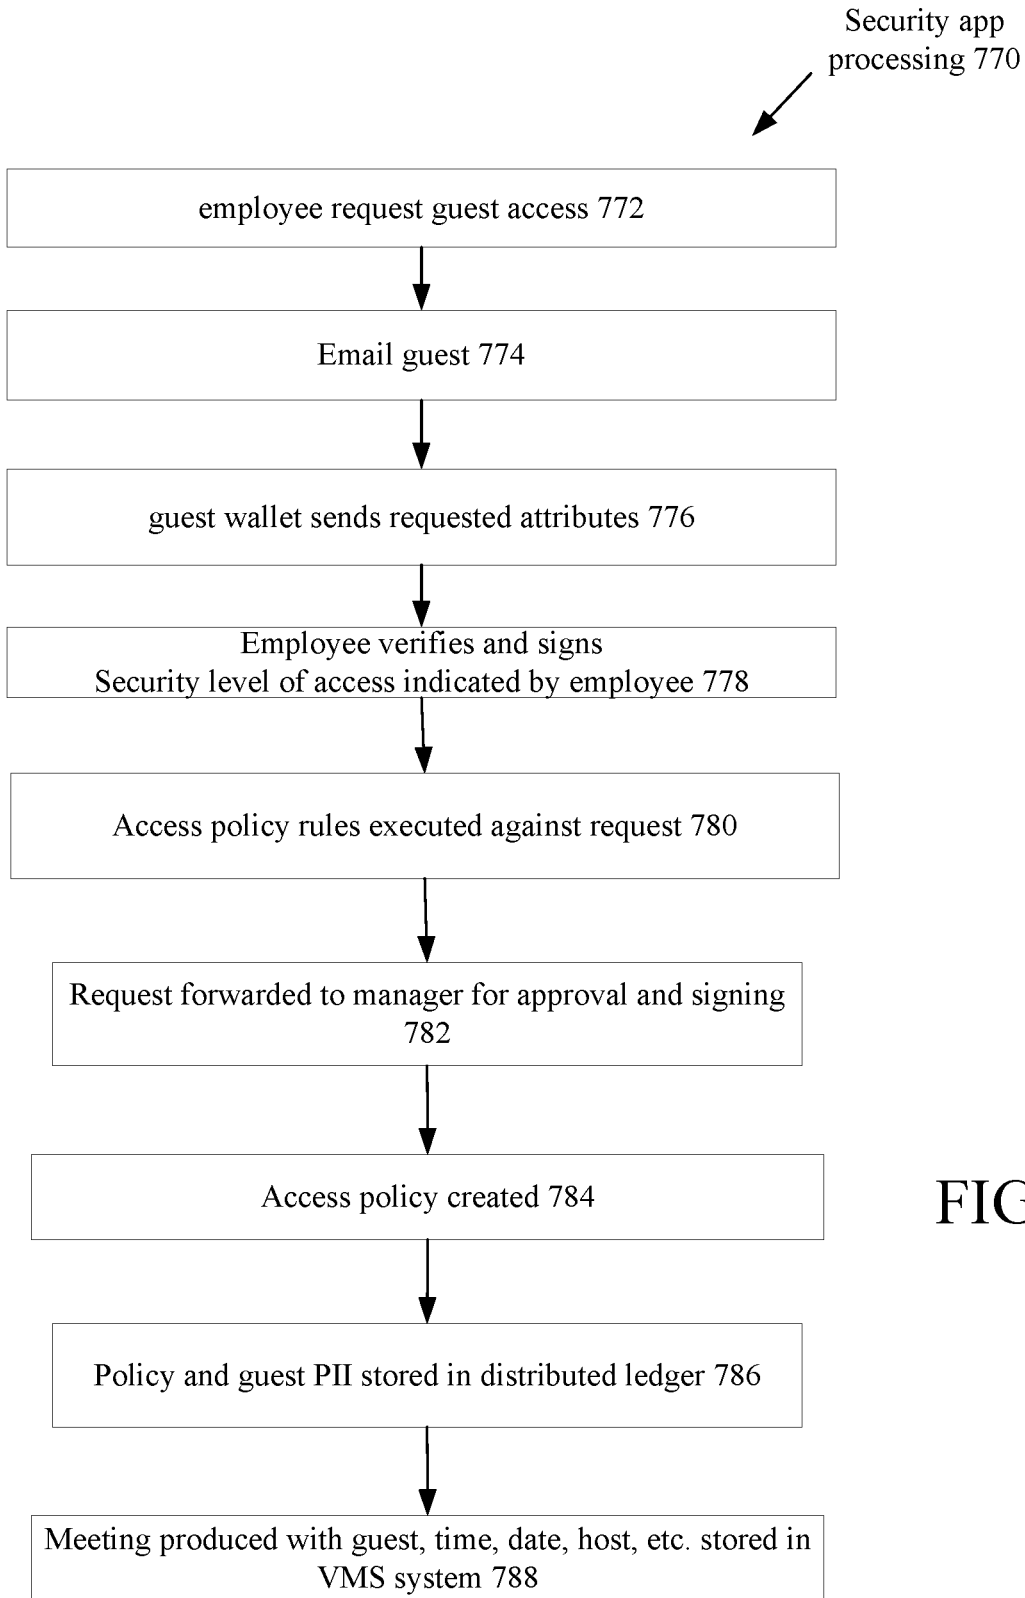 Security app
processing 770
employee request guest access 772
Email guest 774
guest wallet sends requested attributes 776
Employee verifies and signs
Security level of access indicated by employee 778
Access policy rules executed against request 780
Request forwarded to manager for approval and signing
782
Access policy created 784
FIG
Policy and guest PII stored in distributed ledger 786
Meeting produced with guest, time, date, host, etc. stored in
VMS system 788